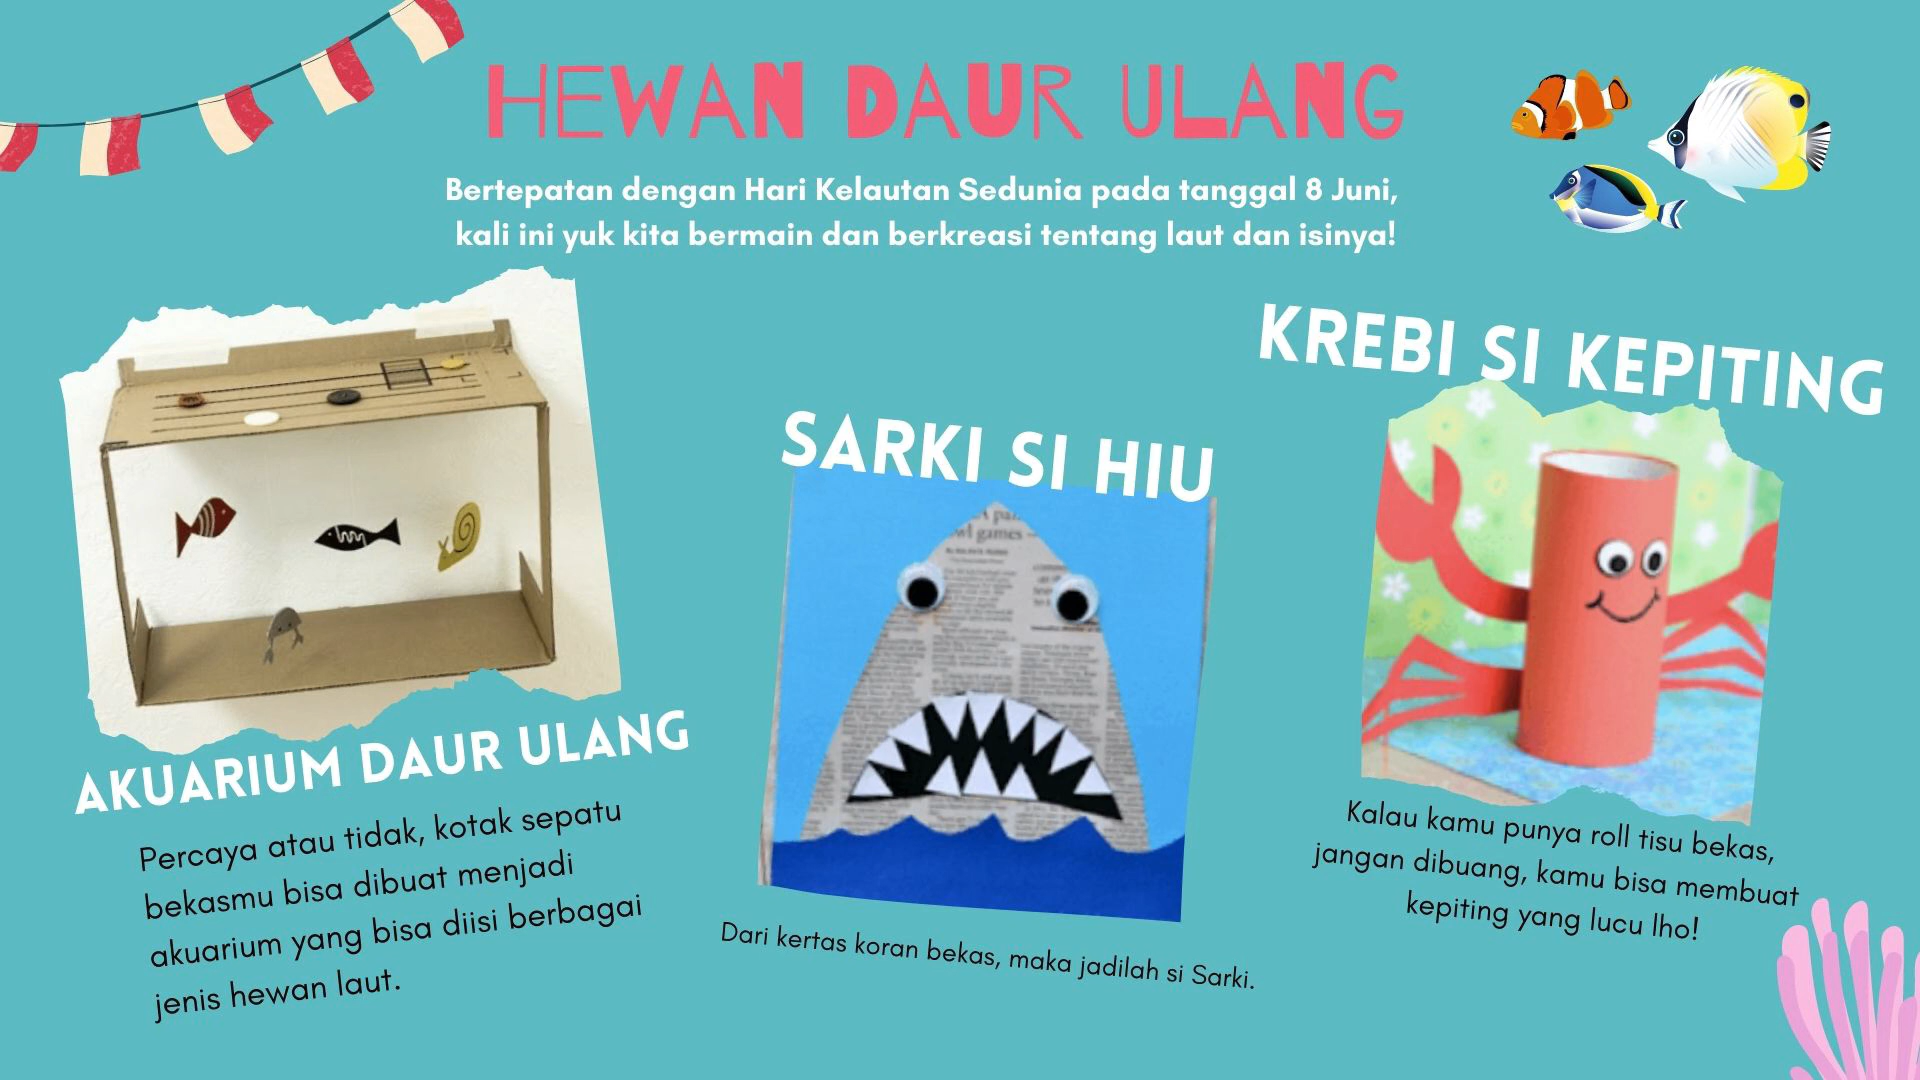 HEWAN DAUR ULANG
Bertepatan dengan Hari Kelautan Sedunia pada tanggal 8 Juni,
kali ini yuk kita bermain dan berkreasi tentang laut dan isinya!
AKUARIUM DAUR ULANG
Percaya atau tidak, kotak sepatu
bekasmu bisa dibuat menjadi
akuarium yang bisa diisi berbagai
jenis hewan laut.
SARKI SI HIU
wl games
Dari kertas koran bekas, maka jadilah si Sarki.
KREBI SI KEPITING
Kalau kamu punya roll tisu bekas,
jangan dibuang, kamu bisa membuat
kepiting yang lucu lho!